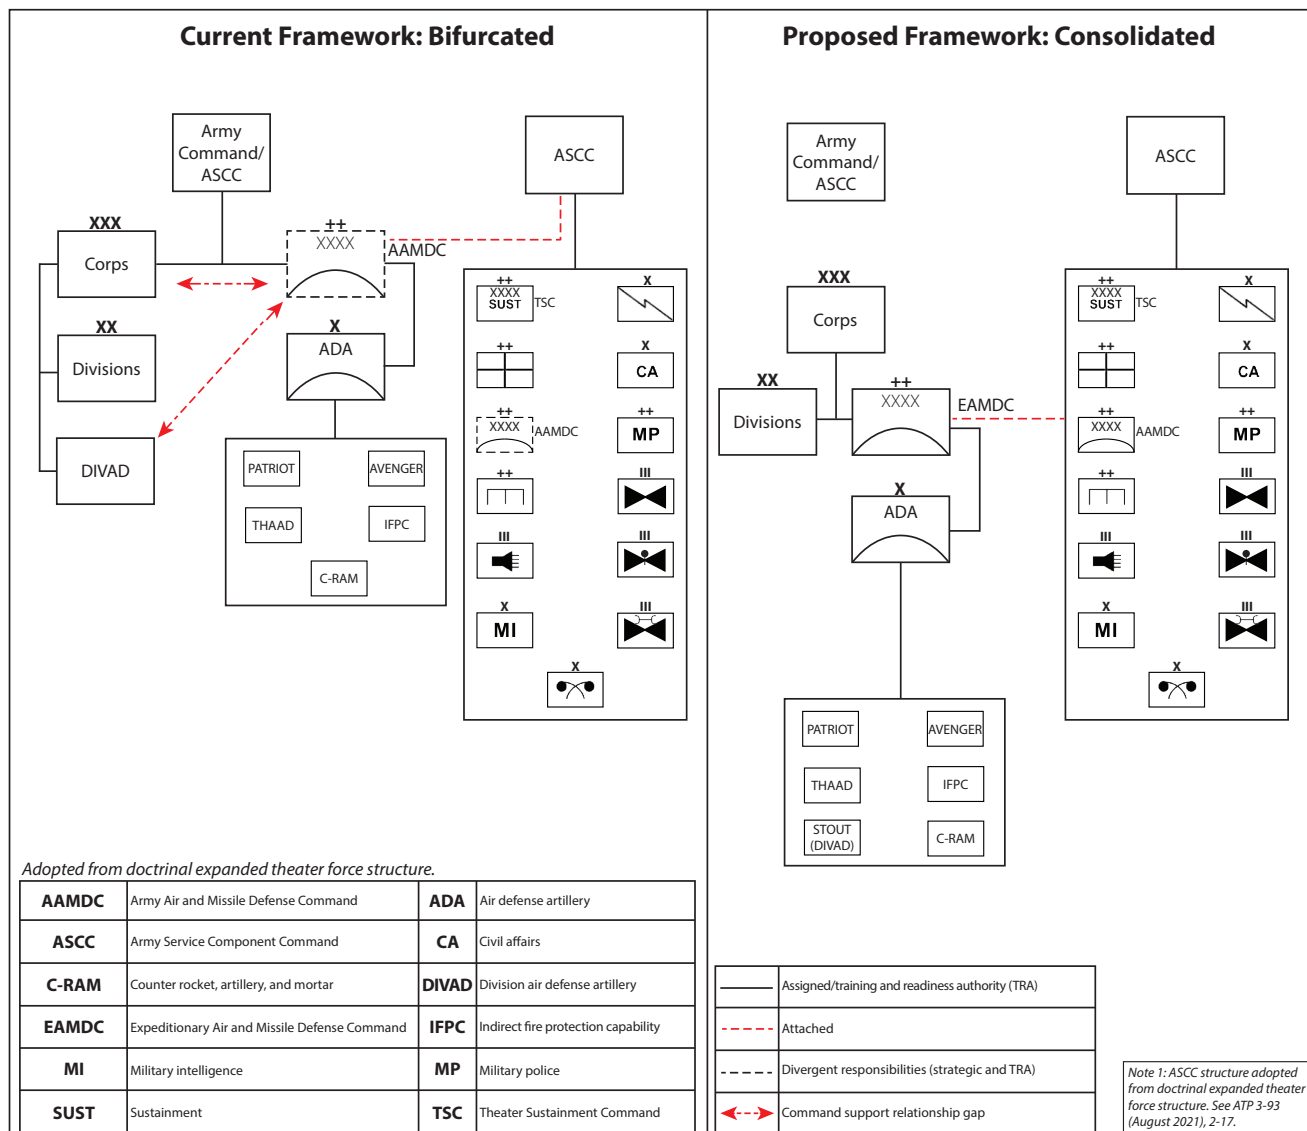 Current Framework: Bifurcated
Army
Command/
ASCC
ASCC
XXX
Corps
++
XXXX
AAMDC
XX
Divisions
X
ADA
DIVAD
PATRIOT
AVENGER
THAAD
IFPC
C-RAM
++
XXXX
SUST
TSC
X
++
X
CA
++
XXXX
AAMDC
++
MP
++
III
III
III
X
MI
III
X
Proposed Framework: Consolidated
Army
Command/
ASCC
ASCC
XXX
Corps
XX
Divisions
++
XXXX
EAMDC
X
ADA
PATRIOT
AVENGER
THAAD
IFPC
STOUT
(DIVAD)
C-RAM
++
XXXX
SUST
TSC
X
++
X
CA
++
XXXX
AAMDC
++
MP
++
III
III
III
X
MI
III
X
Adopted from doctrinal expanded theater force structure.
AAMDC Army Air and Missile Defense Command ADA Air defense artillery
ASCC Army Service Component Command CA Civil affairs
C-RAM Counter rocket, artillery, and mortar DIVAD Division air defense artillery
EAMDC Expeditionary Air and Missile Defense Command IFPC Indirect fire protection capability
MI Military intelligence MP Military police
SUST Sustainment TSC Theater Sustainment Command
Assigned/training and readiness authority (TRA)
Attached
Divergent responsibilities (strategic and TRA)
Command support relationship gap
Note 1: ASCC structure adopted
from doctrinal expanded theater
force structure. See ATP 3-93
(August 2021), 2-17.